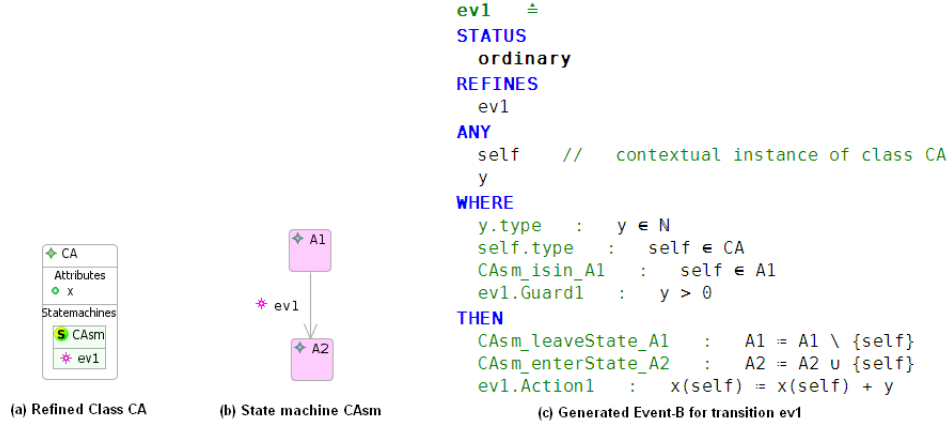 ev1 ≙
STATUS
ordinary
REFINES
ev1
ANY
self // contextual instance of class CA
y
WHERE
y.type : y ∈ ℕ
self.type : self ∈ CA
CAsm_isin_A1 : self ∈ A1
ev1.Guard1 : y > 0
THEN
CAsm_leaveState_A1 : A1 ≔ A1 \ {self}
CAsm_enterState_A2 : A2 ≔ A2 ∪ {self}
ev1.Action1 : x(self) ≔ x(self) + y
CA
Attributes
x
Statemachines
S CAsm
ev1
A1
ev1
A2
(a) Refined Class CA
(b) State machine CAsm
(c) Generated Event-B for transition ev1